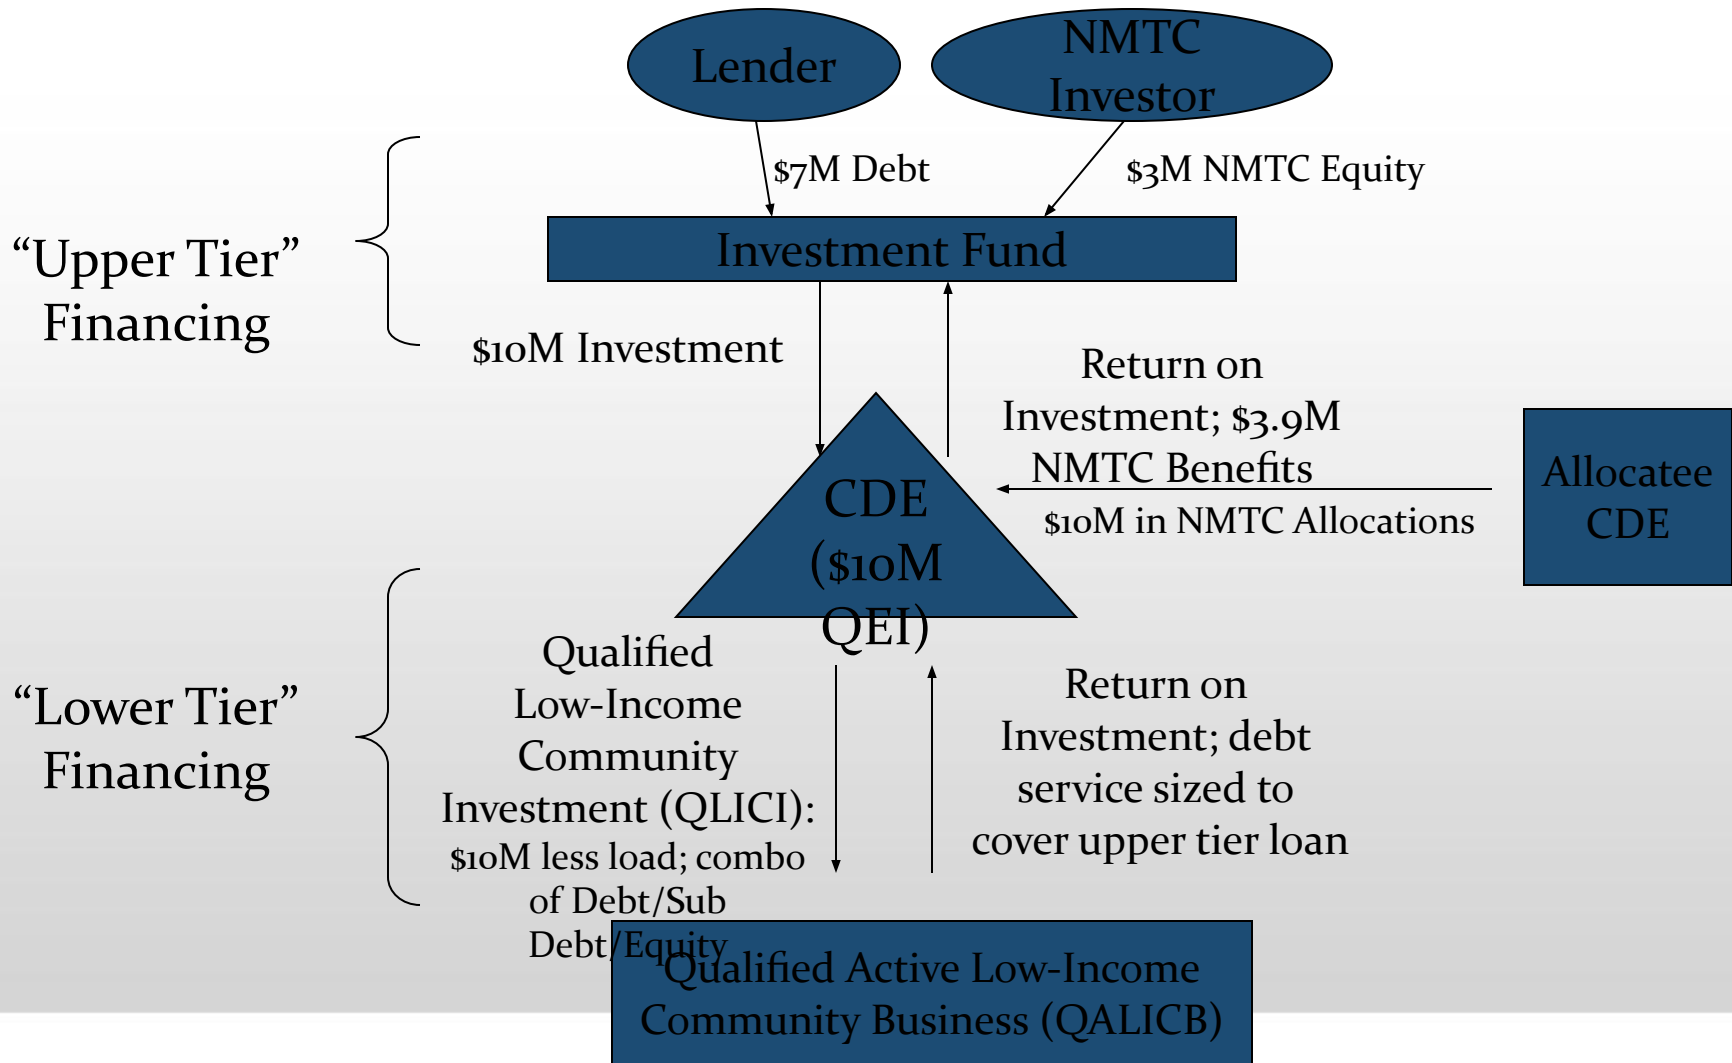 Lender
NMTC
Investor
$7M Debt
$3M NMTC Equity
Investment Fund
“Upper Tier”
Financing
$10M Investment
Return on
Investment; $3.9M
NMTC Benefits
$10M in NMTC Allocations
Allocatee
CDE
CDE
($10M
QEI)
“Lower Tier”
Financing
Qualified
Low-Income
Community
Investment (QLICI):
$10M less load; combo
of Debt/Sub
Debt/Equity
Return on
Investment; debt
service sized to
cover upper tier loan
Qualified Active Low-Income
Community Business (QALICB)